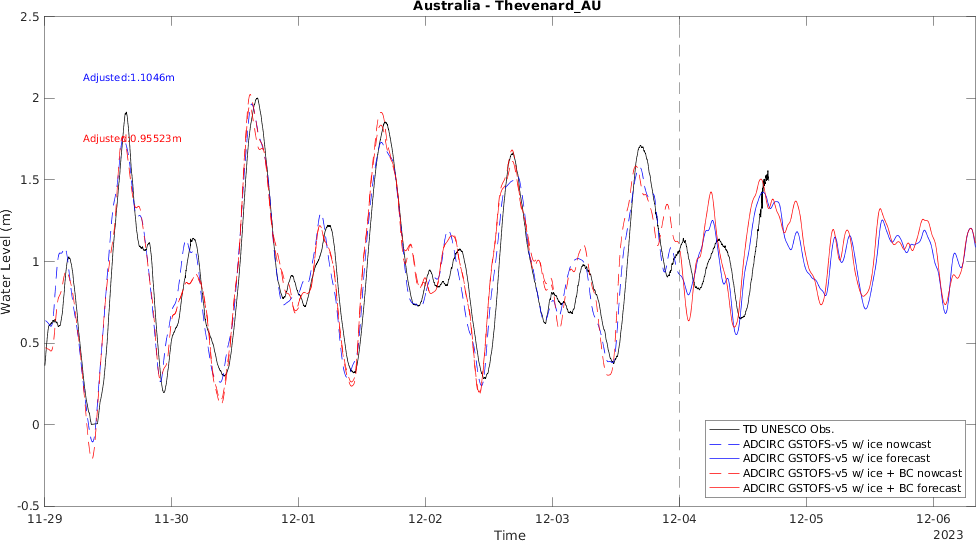 Australia - Thevenard_AU
2.5
2
1.5
1
0.5
0
-0.5
Water Level (m)
Adjusted:1.1046m
Adjusted:0.95523m
TD UNESCO Obs.
ADCIRC GSTOFS-v5 w/ ice nowcast
ADCIRC GSTOFS-v5 w/ ice forecast
ADCIRC GSTOFS-v5 w/ ice + BC nowcast
ADCIRC GSTOFS-v5 w/ ice + BC forecast
11-29 11-30 12-01 12-02 12-03 12-04 12-05 12-06
Time
2023